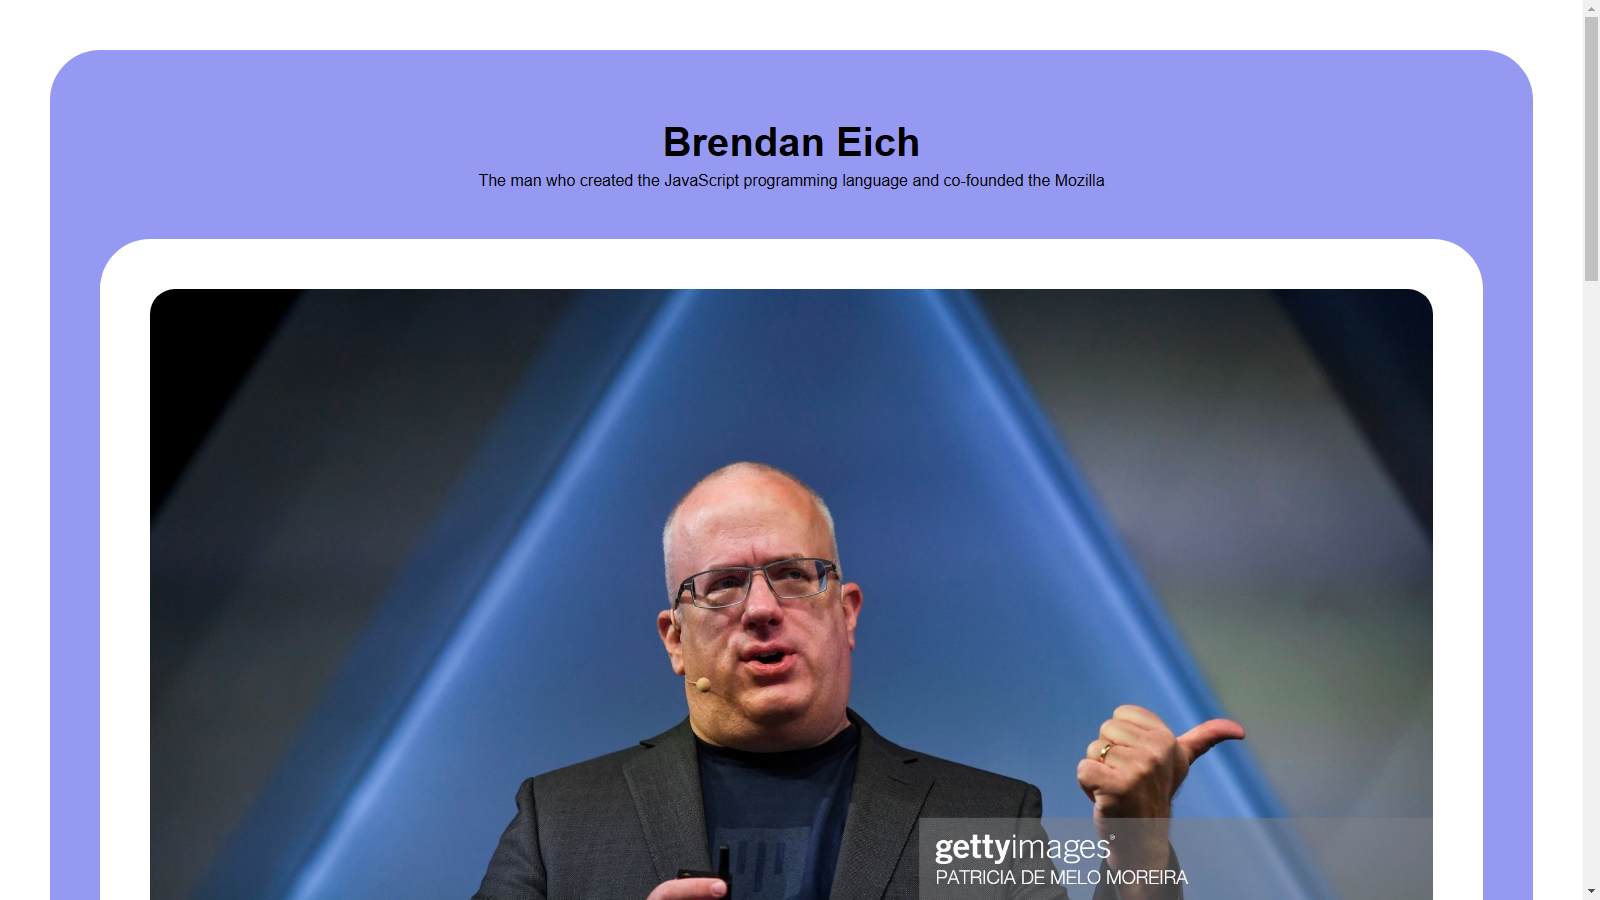 Brendan Eich
The man who created the JavaScript programming language and co-founded the Mozilla
gettyimages®
PATRICIA DE MELO MOREIRA